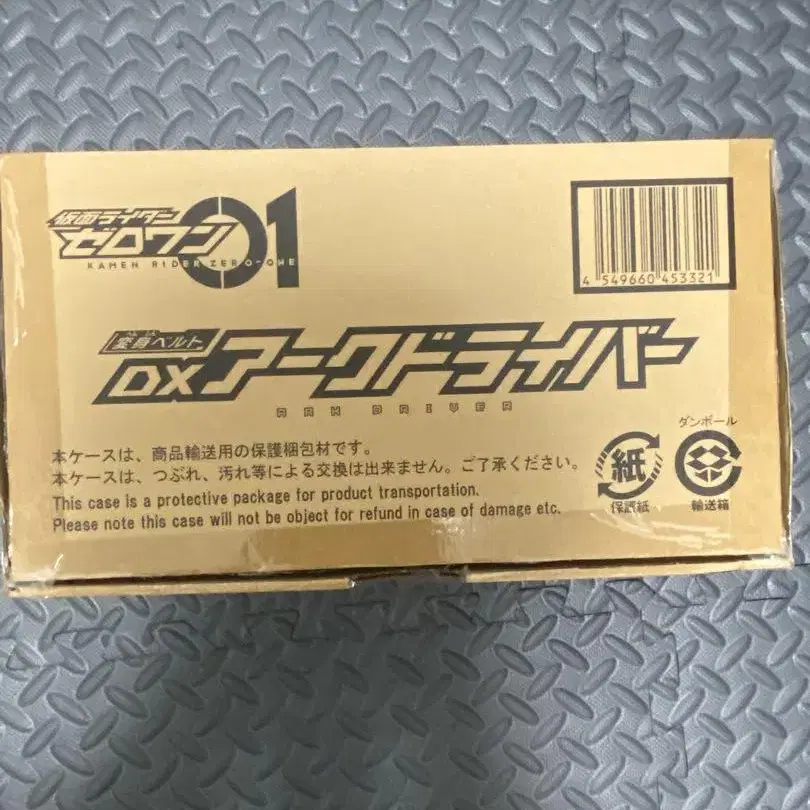 仮面ライダー
ゼロワン 01
KAMEN RIDER ZERO-ONE
4 549660 453321
へんしん
変身ベルト
DXアークドライバー
ARK DRIVER
本ケースは、商品輸送用の保護梱包材です。
本ケースは、つぶれ、汚れ等による交換は出来ません。ご了承ください。
This case is a protective package for product transportation.
Please note this case will not be object for refund in case of damage etc.
紙
保護紙
ダンボール
輸送箱